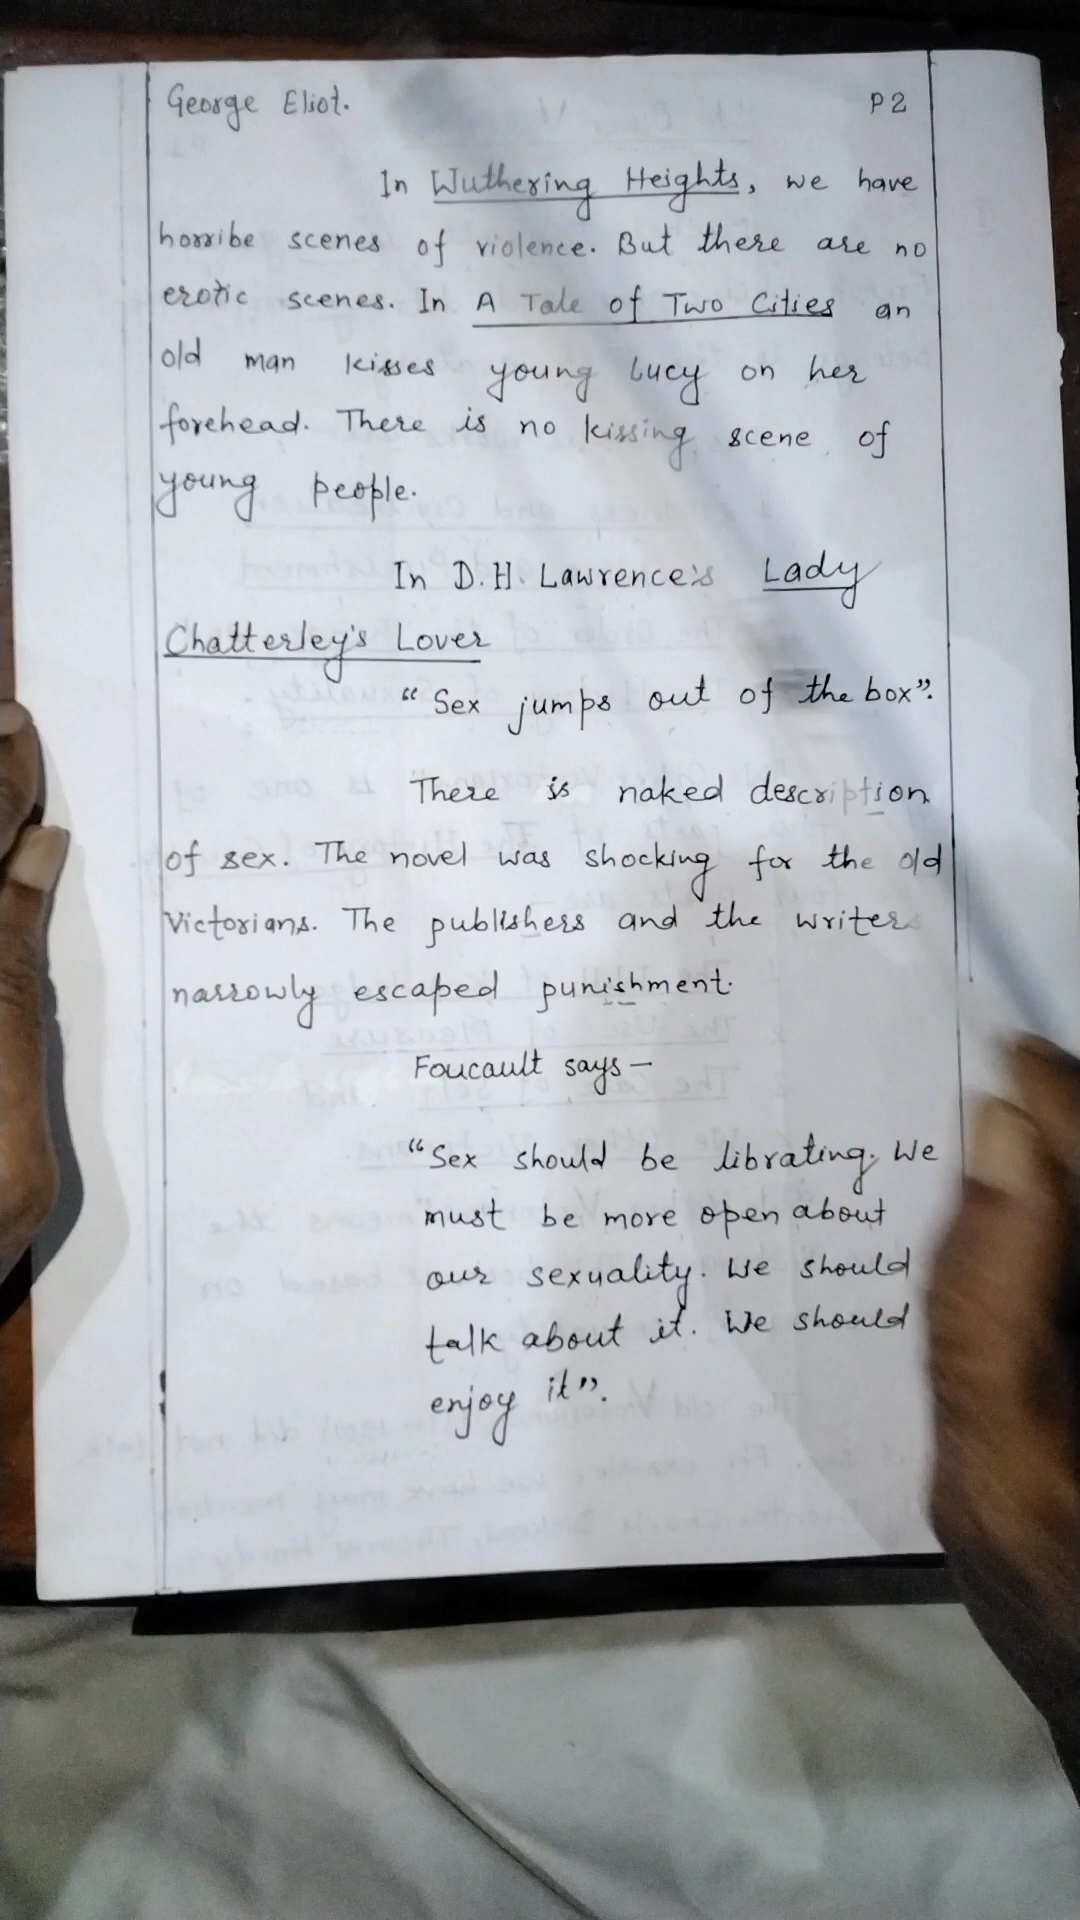 George Eliot.
P 2
In Wuthering Heights, we have
horribe scenes of violence. But there are no
erotic scenes. In A Tale of Two Cities an
old man kisses young Lucy on her
forehead. There is no kissing scene of
young people.
In D.H. Lawrence's Lady
Chatterley's Lover
"Sex jumps out of the box".
There is naked description
of sex. The novel was shocking for the old
Victorians. The publishers and the writers
narrowly escaped punishment.
Foucault says —
"Sex should be librating. We
must be more open about
our sexuality. We should
talk about it. We should
enjoy it".